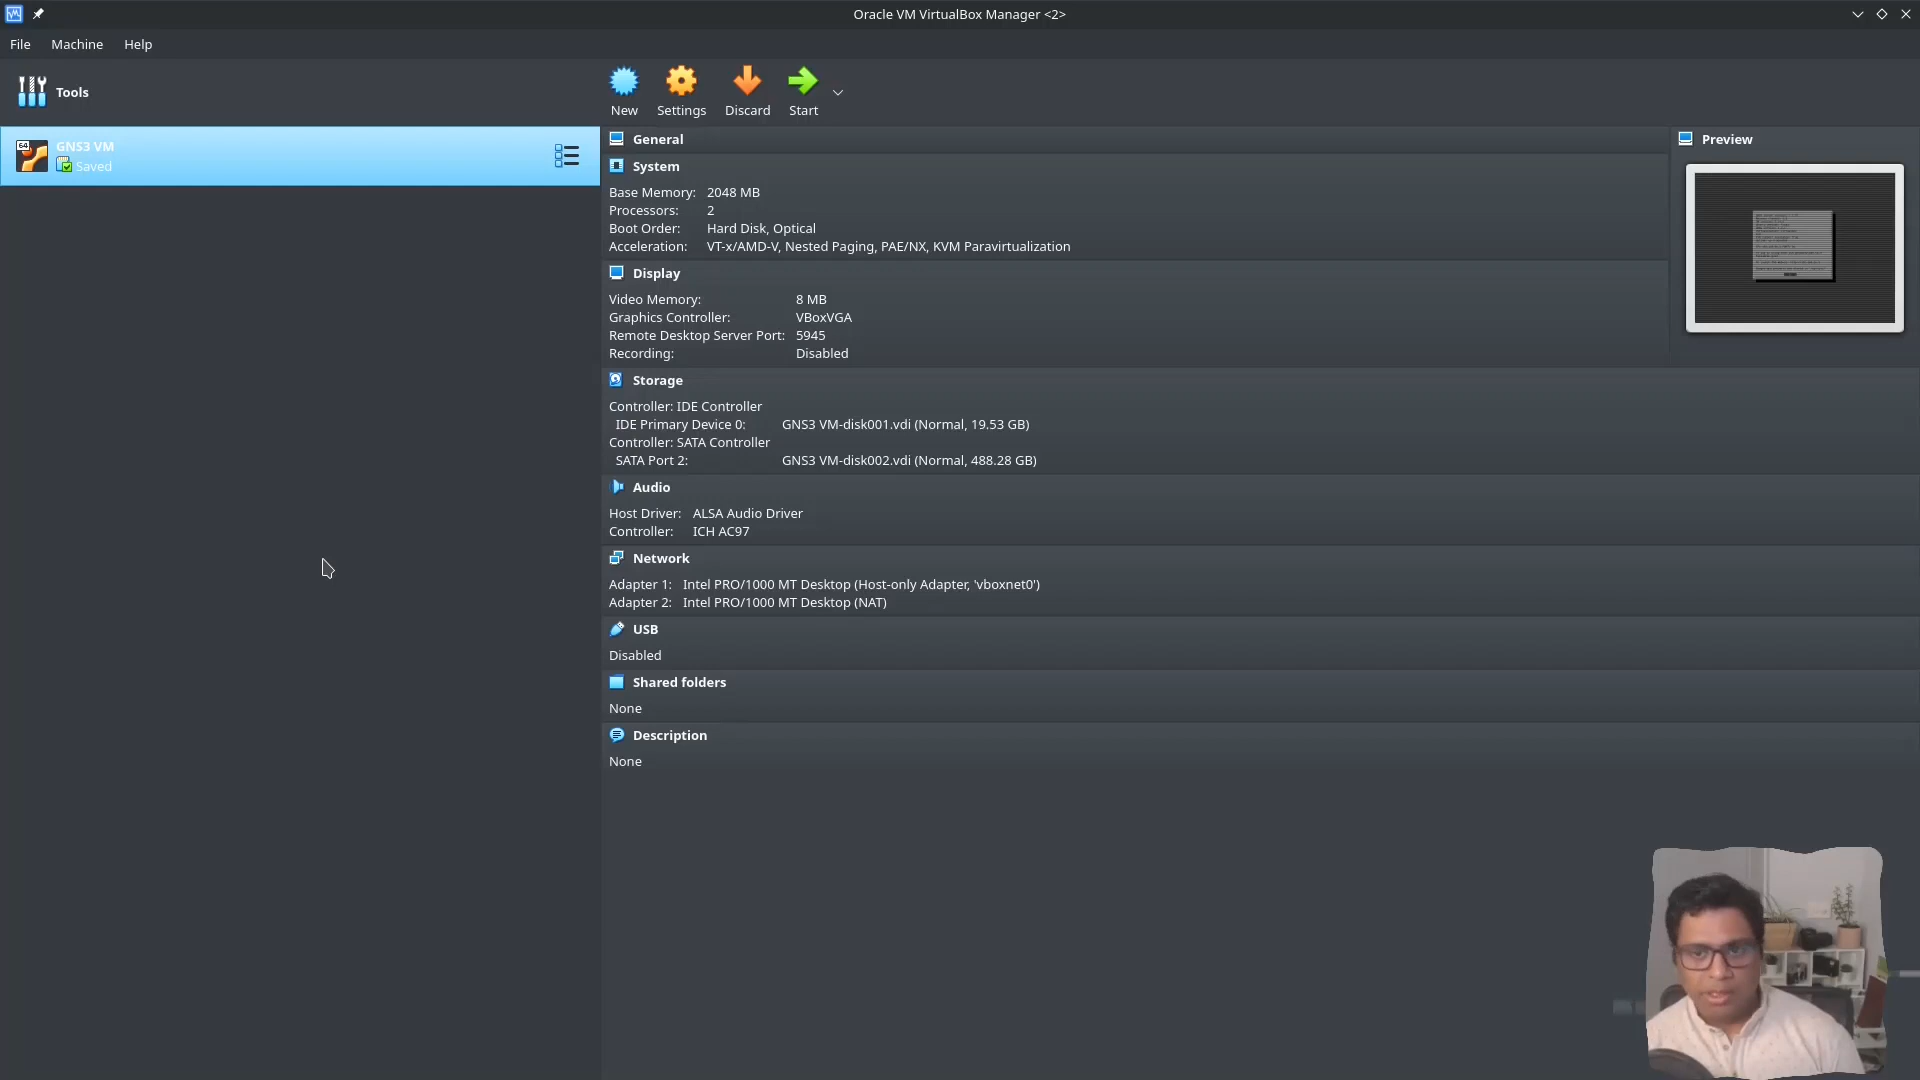 Oracle VM VirtualBox Manager <2>
File Machine Help
Tools
New Settings Discard Start
64
GNS3 VM
Saved
General
System
Base Memory: 2048 MB
Processors: 2
Boot Order: Hard Disk, Optical
Acceleration: VT-x/AMD-V, Nested Paging, PAE/NX, KVM Paravirtualization
Display
Video Memory: 8 MB
Graphics Controller: VBoxVGA
Remote Desktop Server Port: 5945
Recording: Disabled
Storage
Controller: IDE Controller
IDE Primary Device 0: GNS3 VM-disk001.vdi (Normal, 19.53 GB)
Controller: SATA Controller
SATA Port 2: GNS3 VM-disk002.vdi (Normal, 488.28 GB)
Audio
Host Driver: ALSA Audio Driver
Controller: ICH AC97
Network
Adapter 1: Intel PRO/1000 MT Desktop (Host-only Adapter, 'vboxnet0')
Adapter 2: Intel PRO/1000 MT Desktop (NAT)
USB
Disabled
Shared folders
None
Description
None
Preview